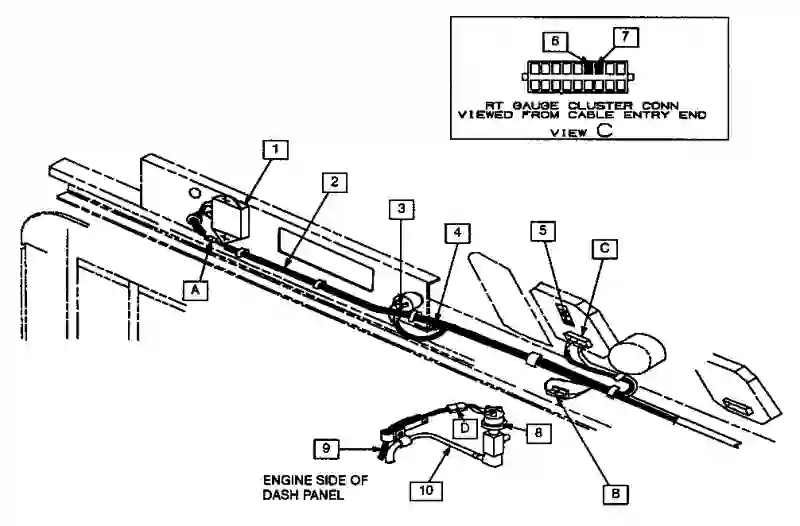 6 7
RT GAUGE CLUSTER CONN
VIEWED FROM CABLE ENTRY END
VIEW C
1
2
3
4
5
C
A
D
8
9
10
B
ENGINE SIDE OF
DASH PANEL